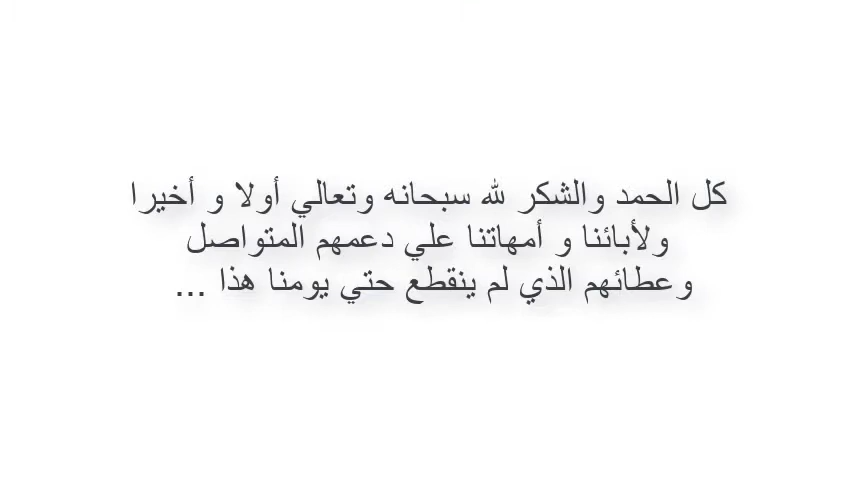 كل الحمد والشكر لله سبحانه وتعالي أولا و أخيرا
ولأبائنا و أمهاتنا علي دعمهم المتواصل
وعطائهم الذي لم ينقطع حتي يومنا هذا ...